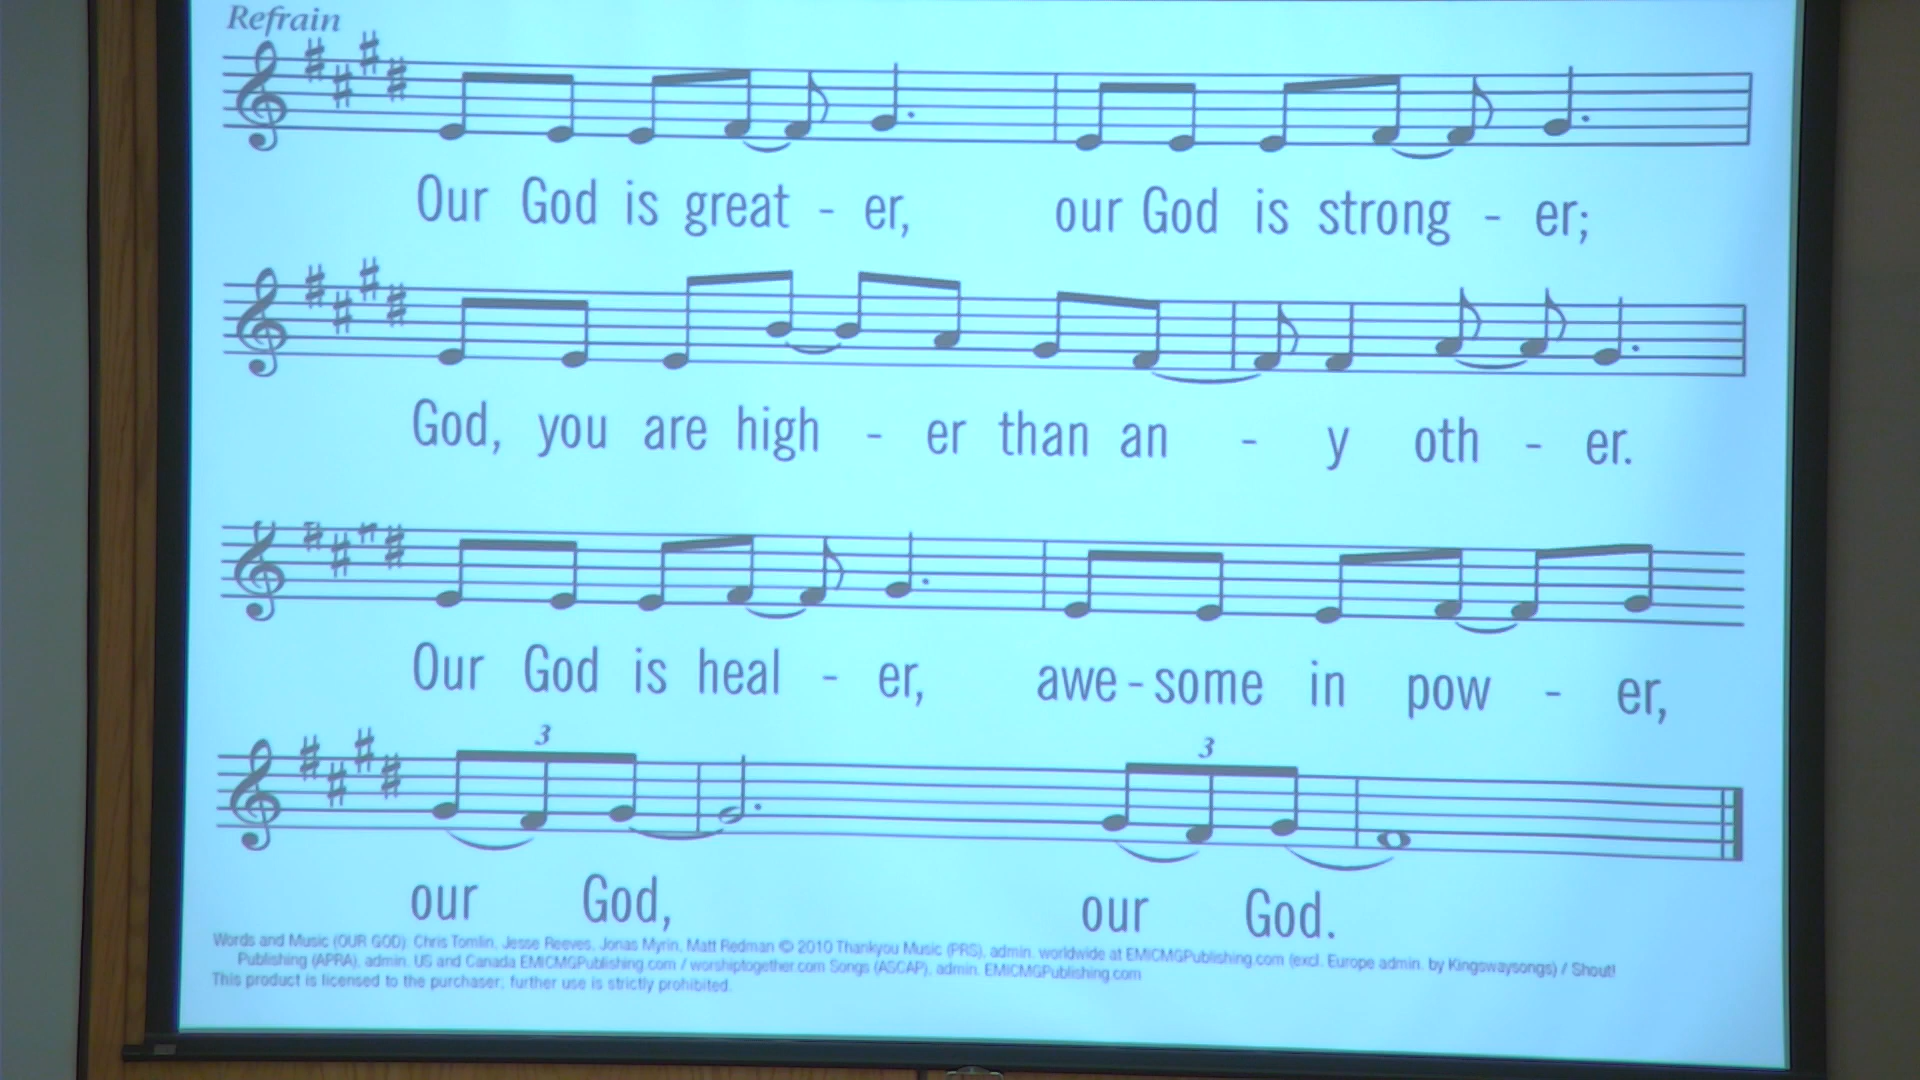 Refrain
Our God is great - er, our God is strong - er;
God, you are high - er than an - y oth - er.
Our God is heal - er, awe - some in pow - er,
3 3
our God, our God.
Words and Music (OUR GOD): Chris Tomlin, Jesse Reeves, Jonas Myrin, Matt Redman © 2010 Thankyou Music (PRS), admin. worldwide at EMICMGPublishing.com (excl. Europe admin. by Kingswaysongs) / Shout!
Publishing (APRA), admin. US and Canada EMICMGPublishing.com / worshiptogether.com Songs (ASCAP), admin. EMICMGPublishing.com
This product is licensed to the purchaser; further use is strictly prohibited.